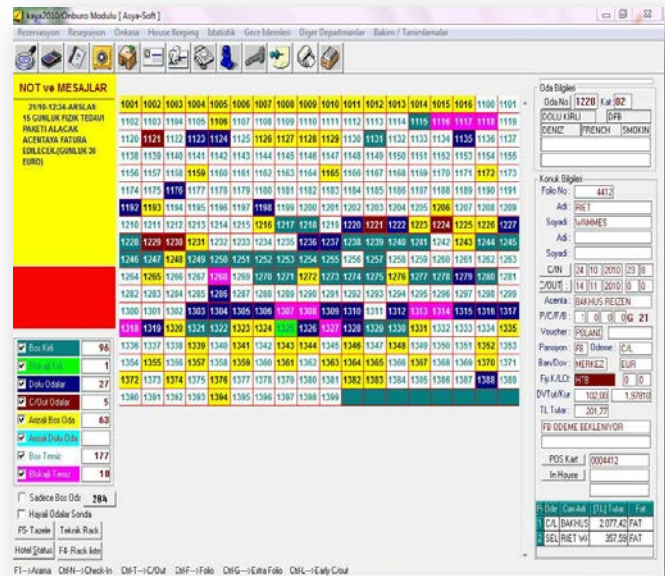 kaya2010/Onburo Modulu [ Asya-Soft ]
Rezervasyon Resepsiyon Onkasa House Keeping Istatistik Gece Islemleri Diger Departmanlar Bakim / Tanimlamalar
NOT ve MESAJLAR
21/10-12:34-ARSLAN
15 GUNLUK FIZIK TEDAVI
PAKETI ALACAK
ACENTAYA FATURA
EDILECEK.(GUNLUK 30
EURO)
1001 1002 1003 1004 1005 1006 1007 1008 1009 1010 1011 1012 1013 1014 1015 1016 1100 1101
1102 1103 1104 1105 1106 1107 1108 1109 1110 1111 1112 1113 1114 1115 1116 1117 1118 1119
1120 1121 1122 1123 1124 1125 1126 1127 1128 1129 1130 1131 1132 1133 1134 1135 1136 1137
1138 1139 1140 1141 1142 1143 1144 1145 1146 1147 1148 1149 1150 1151 1152 1153 1154 1155
1156 1157 1158 1159 1160 1161 1162 1163 1164 1165 1166 1167 1168 1169 1170 1171 1172 1173
1174 1175 1176 1177 1178 1179 1180 1181 1182 1183 1184 1185 1186 1187 1188 1189 1190 1191
1192 1193 1194 1195 1196 1197 1198 1199 1200 1201 1202 1203 1204 1205 1206 1207 1208 1209
1210 1211 1212 1213 1214 1215 1216 1217 1218 1219 1220 1221 1222 1223 1224 1225 1226 1227
1228 1229 1230 1231 1232 1233 1234 1235 1236 1237 1238 1239 1240 1241 1242 1243 1244 1245
1246 1247 1248 1249 1250 1251 1252 1253 1254 1255 1256 1257 1258 1259 1260 1261 1262 1263
1264 1265 1266 1267 1268 1269 1270 1271 1272 1273 1274 1275 1276 1277 1278 1279 1280 1281
1282 1283 1284 1285 1286 1287 1288 1289 1290 1291 1292 1293 1294 1295 1296 1297 1298 1299
1300 1301 1302 1303 1304 1305 1306 1307 1308 1309 1310 1311 1312 1313 1314 1315 1316 1317
1318 1319 1320 1321 1322 1323 1324 1325 1326 1327 1328 1329 1330 1331 1332 1333 1334 1335
1336 1337 1338 1339 1340 1341 1342 1343 1344 1345 1346 1347 1348 1349 1350 1351 1352 1353
1354 1355 1356 1357 1358 1359 1360 1361 1362 1363 1364 1365 1366 1367 1368 1369 1370 1371
1372 1373 1374 1375 1376 1377 1378 1379 1380 1381 1382 1383 1384 1385 1386 1387 1388 1389
1390 1391 1392 1393 1394 1395 1396 1397 1398 1399
Bos Kirli 96
Blokajli Kirli 1
Dolu Odalar 27
C/Out Odalar 5
Arizali Bos Oda 63
Arizali Dolu Oda
Bos Temiz 177
Blokajli Temiz 10
Sadece Bos Oda 284
Hayali Odalar Sonda
F5- Tazele Teknik Rack
Hotel Status F4- Rack liste
F1-->Arama Ctrl-N-->Check-In Ctrl-T-->C/Out Ctrl-F-->Folio Ctrl-G-->Extra Folio Ctrl-L-->Early C/out
Oda Bilgileri
Oda No 1220 Kat: 02
DOLU KIRLI DFB
DENIZ FRENCH SMOKIN
Konuk Bilgileri
Folio No : 4412
Adi : RIET
Soyadi : WAMMES
Adi :
Soyadi :
C/IN 24 10 2010 23 8
C/OUT : 14 11 2010 0 0
Acenta : BAKHUS REIZEN
P/C/F/B : 1 0 0 0 G 21
Voucher : POLAND
Pansiyon : FB Odeme : C/L
Ban/Dov : MERKEZ EUR
HTB 0 0
DVTut/Kur 102,00 1,97810
TL Tutar : 201,77
FB ODEME BEKLENIYOR
POS Kart 0004412
In House
Ode Cari Adi [TL] Tutar Fat
1 C/L BAKHUS 2.077,42 FAT
2 SEL RIET 357,59 FAT